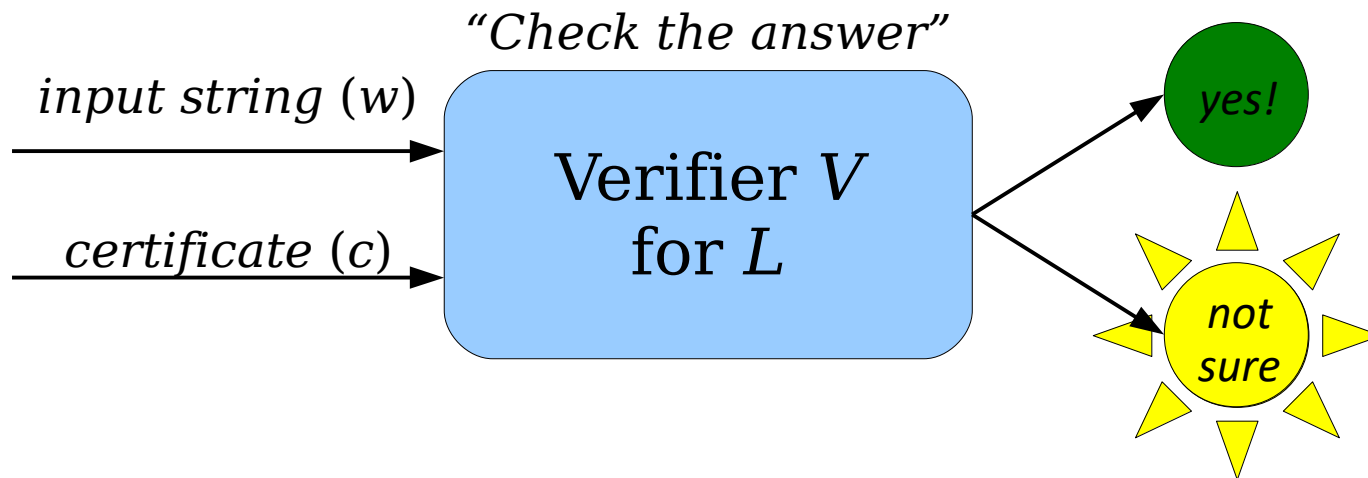 “Check the answer”
input string (w)
certificate (c)
Verifier V
for L
yes!
not
sure